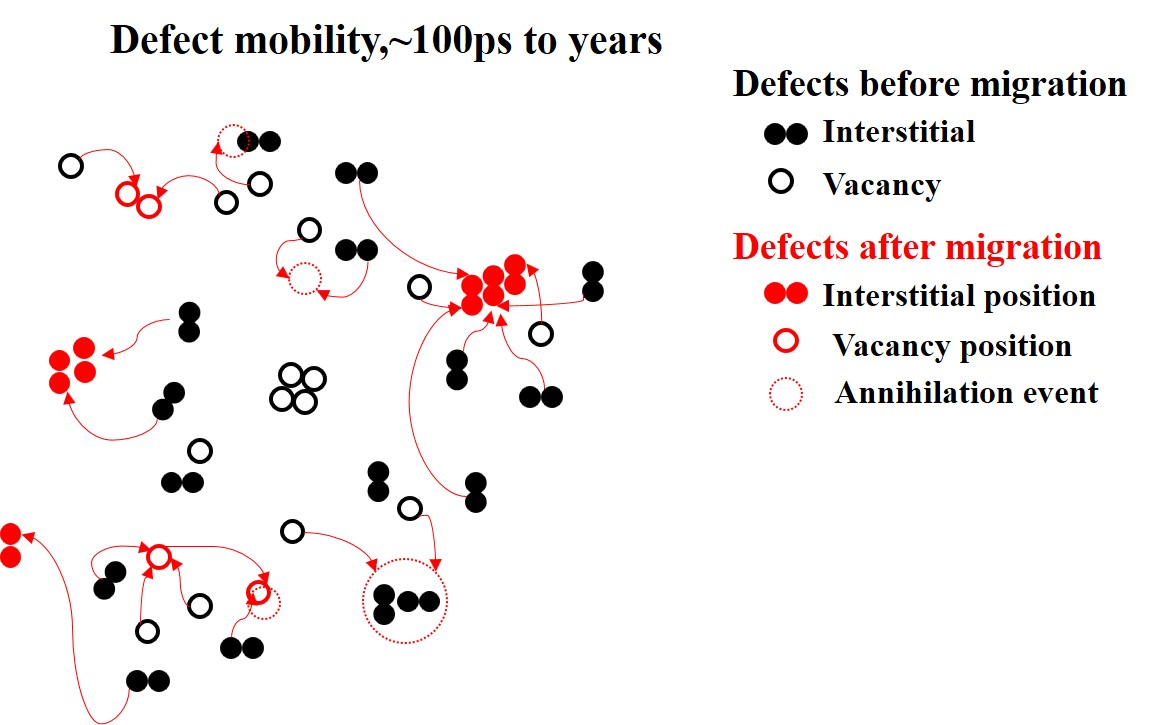 Defect mobility,~100ps to years
Defects before migration
Interstitial
Vacancy
Defects after migration
Interstitial position
Vacancy position
Annihilation event